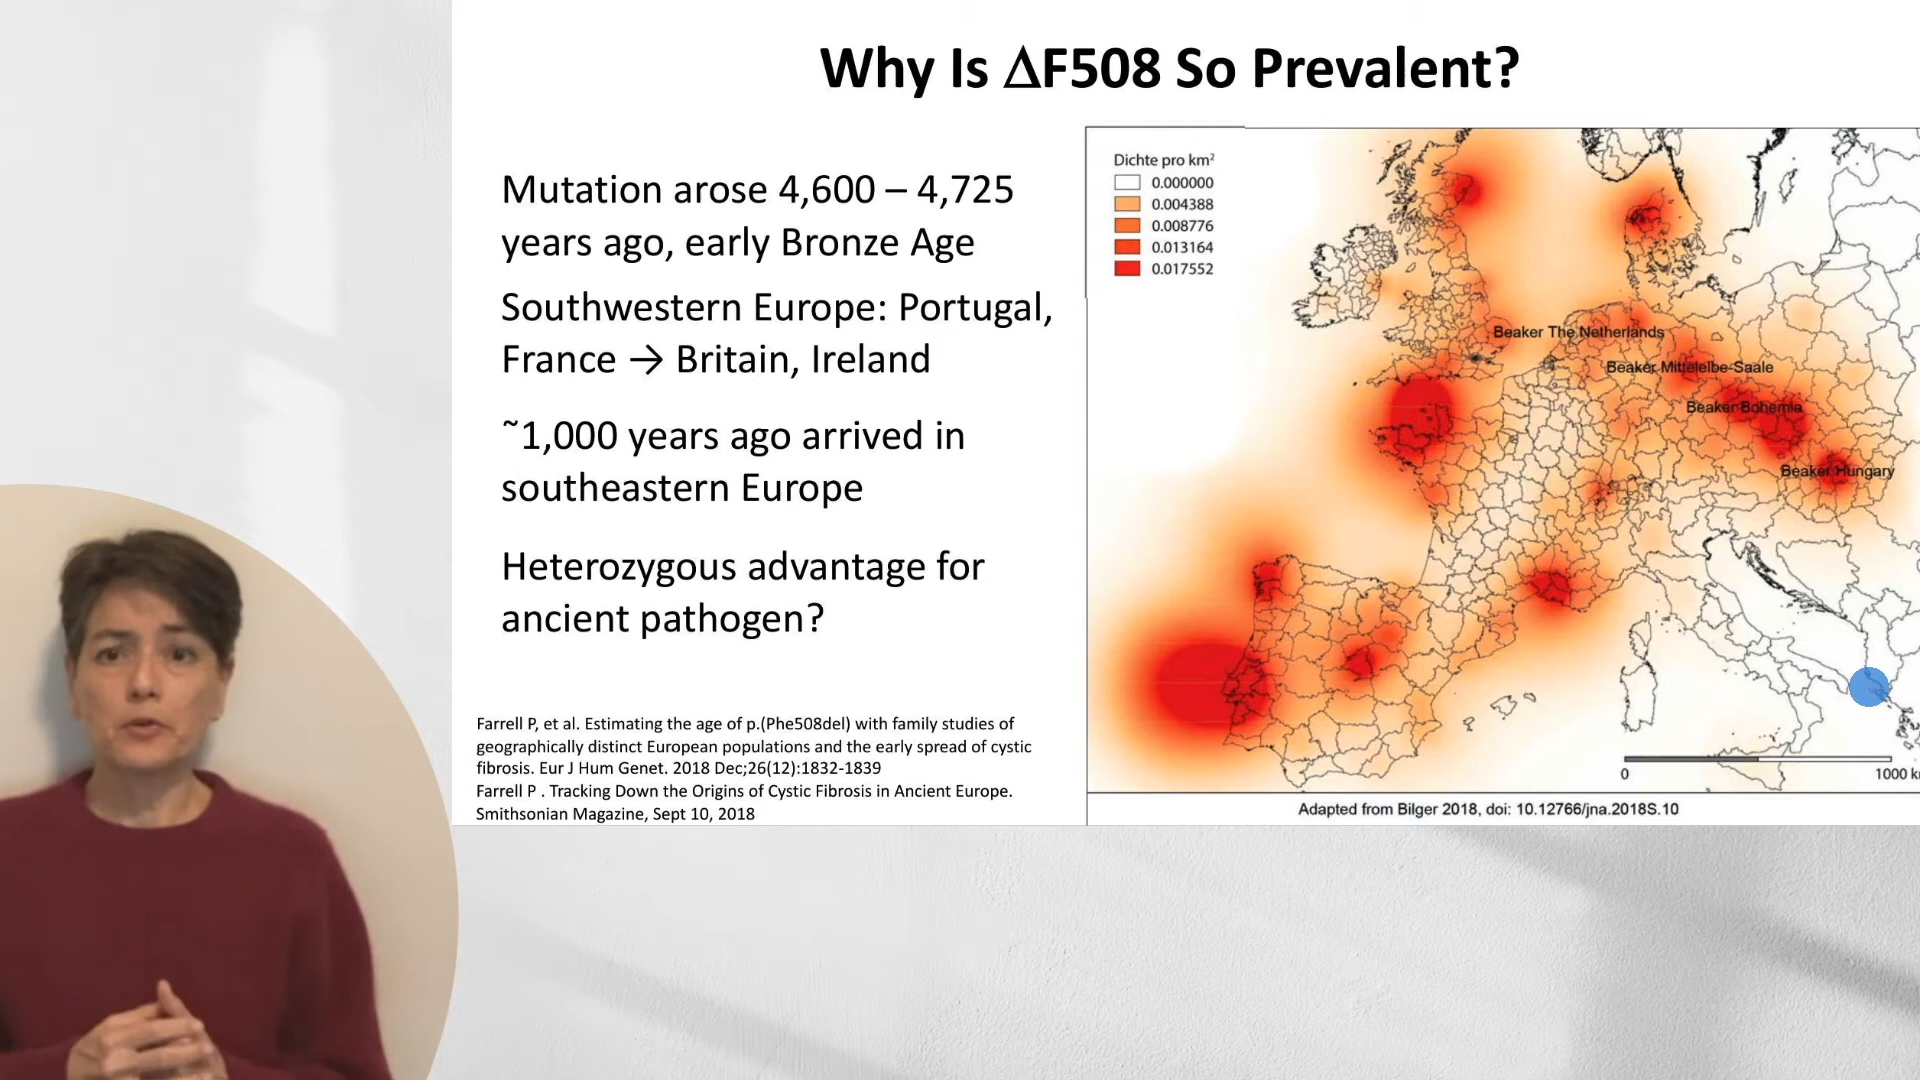 Why Is ΔF508 So Prevalent?
Mutation arose 4,600 – 4,725
years ago, early Bronze Age
Southwestern Europe: Portugal,
France → Britain, Ireland
~1,000 years ago arrived in
southeastern Europe
Heterozygous advantage for
ancient pathogen?
Farrell P, et al. Estimating the age of p.(Phe508del) with family studies of
geographically distinct European populations and the early spread of cystic
fibrosis. Eur J Hum Genet. 2018 Dec;26(12):1832-1839
Farrell P . Tracking Down the Origins of Cystic Fibrosis in Ancient Europe.
Smithsonian Magazine, Sept 10, 2018
Dichte pro km²
0.000000
0.004388
0.008776
0.013164
0.017552
Beaker The Netherlands
Beaker Mittelelbe-Saale
Beaker Bohemia
Beaker Hungary
0 1000 k
Adapted from Bilger 2018, doi: 10.12766/jna.2018S.10